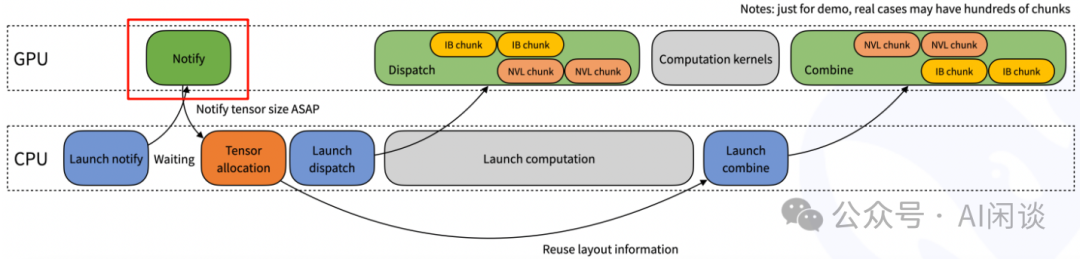 Notes: just for demo, real cases may have hundreds of chunks
GPU
Notify
IB chunk
IB chunk
Dispatch
NVL chunk
NVL chunk
Computation kernels
NVL chunk
NVL chunk
Combine
IB chunk
IB chunk
Notify tensor size ASAP
CPU
Launch notify
Waiting
Tensor
allocation
Launch
dispatch
Launch computation
Launch
combine
公众号 · AI闲谈
Reuse layout information